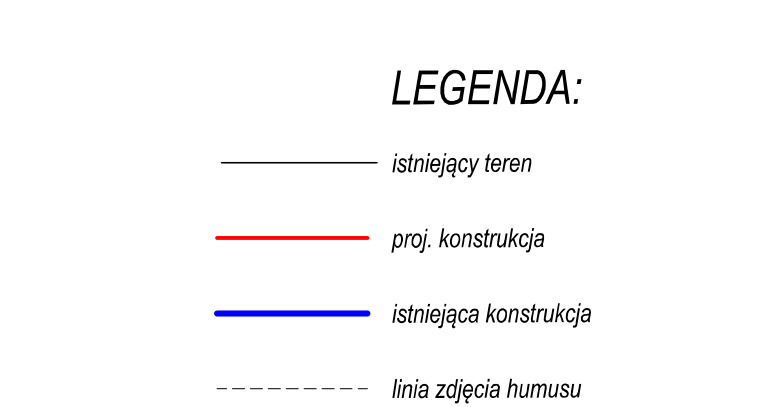 LEGENDA:
istniejący teren
proj. konstrukcja
istniejąca konstrukcja
linia zdjęcia humusu